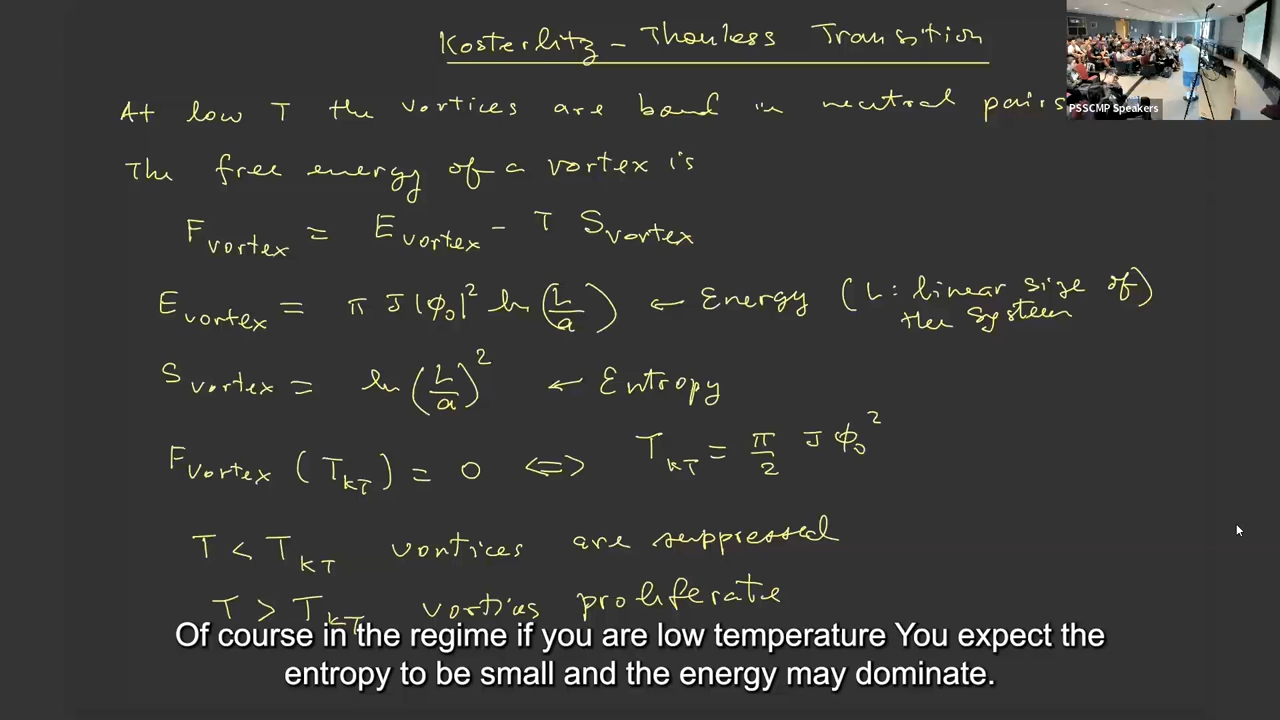 Kosterlitz - Thouless Transition
At low T the vortices are bound in neutral pairs
PSSCMP Speakers
The free energy of a vortex is
F_vortex = E_vortex - T S_vortex
E_vortex = π J |ϕ₀|² ln (L/a) ← Energy (L: linear size of the system)
S_vortex = ln (L/a)² ← Entropy
F_vortex (T_KT) = 0 ⟺ T_KT = π/2 J ϕ₀²
T < T_KT vortices are suppressed
T > T_KT vortices proliferate
Of course in the regime if you are low temperature You expect the
entropy to be small and the energy may dominate.